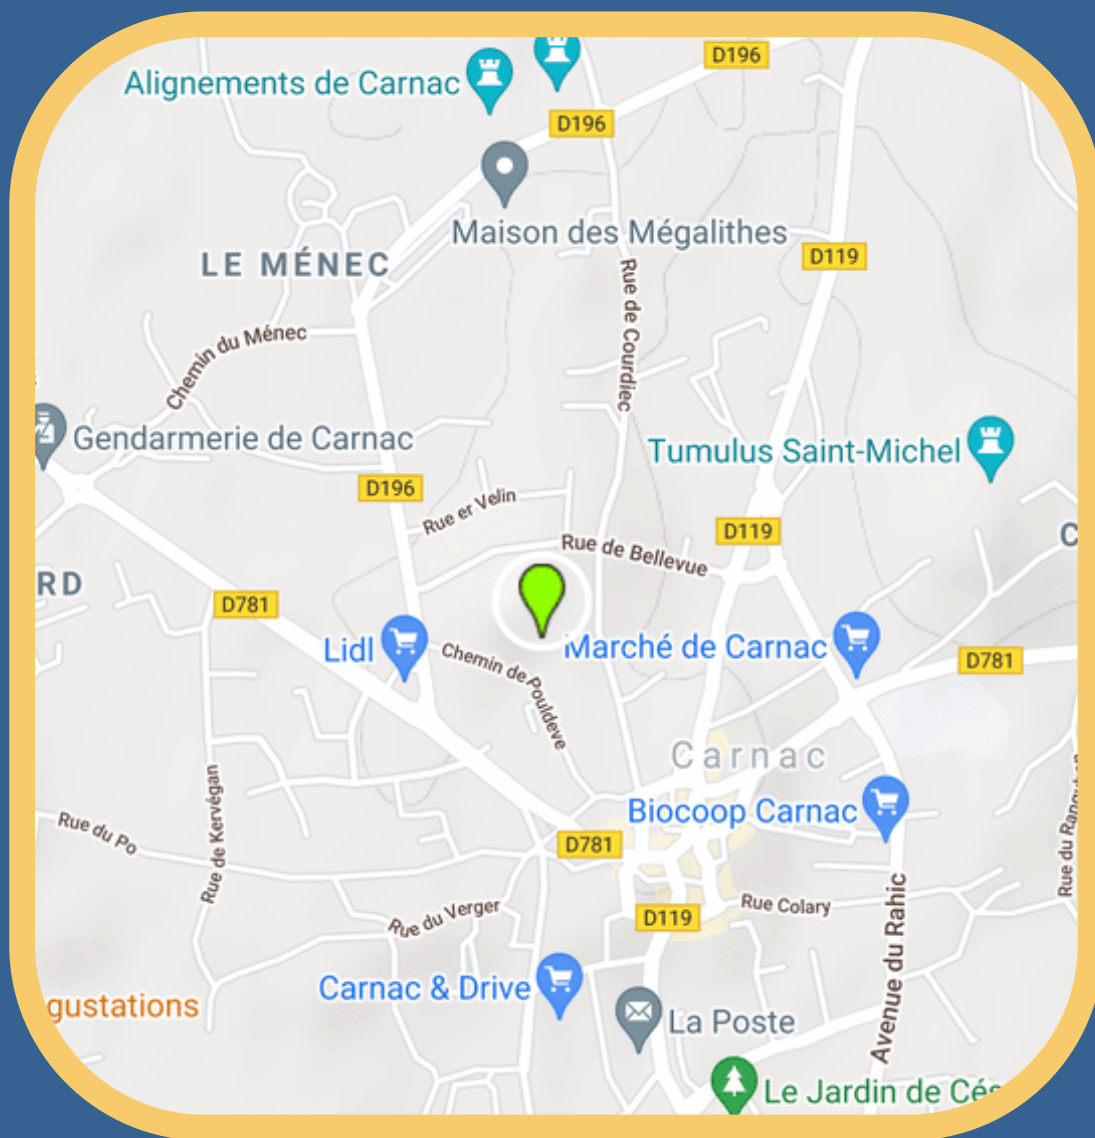 D196
Alignements de Carnac
D196
Maison des Mégalithes
LE MÉNEC
D119
Rue de Courdiec
Chemin du Ménec
Gendarmerie de Carnac
Tumulus Saint-Michel
D196
Rue er Velin
D119
C
Rue de Bellevue
RD
D781
Lidl
Chemin de Pouldeve
Marché de Carnac
D781
Carnac
Biocoop Carnac
Rue du Po
Rue de Kervégan
D781
Rue du
Rue du Verger
D119
Rue Colary
Avenue du Rahic
Carnac & Drive
gustations
La Poste
Le Jardin de Cés